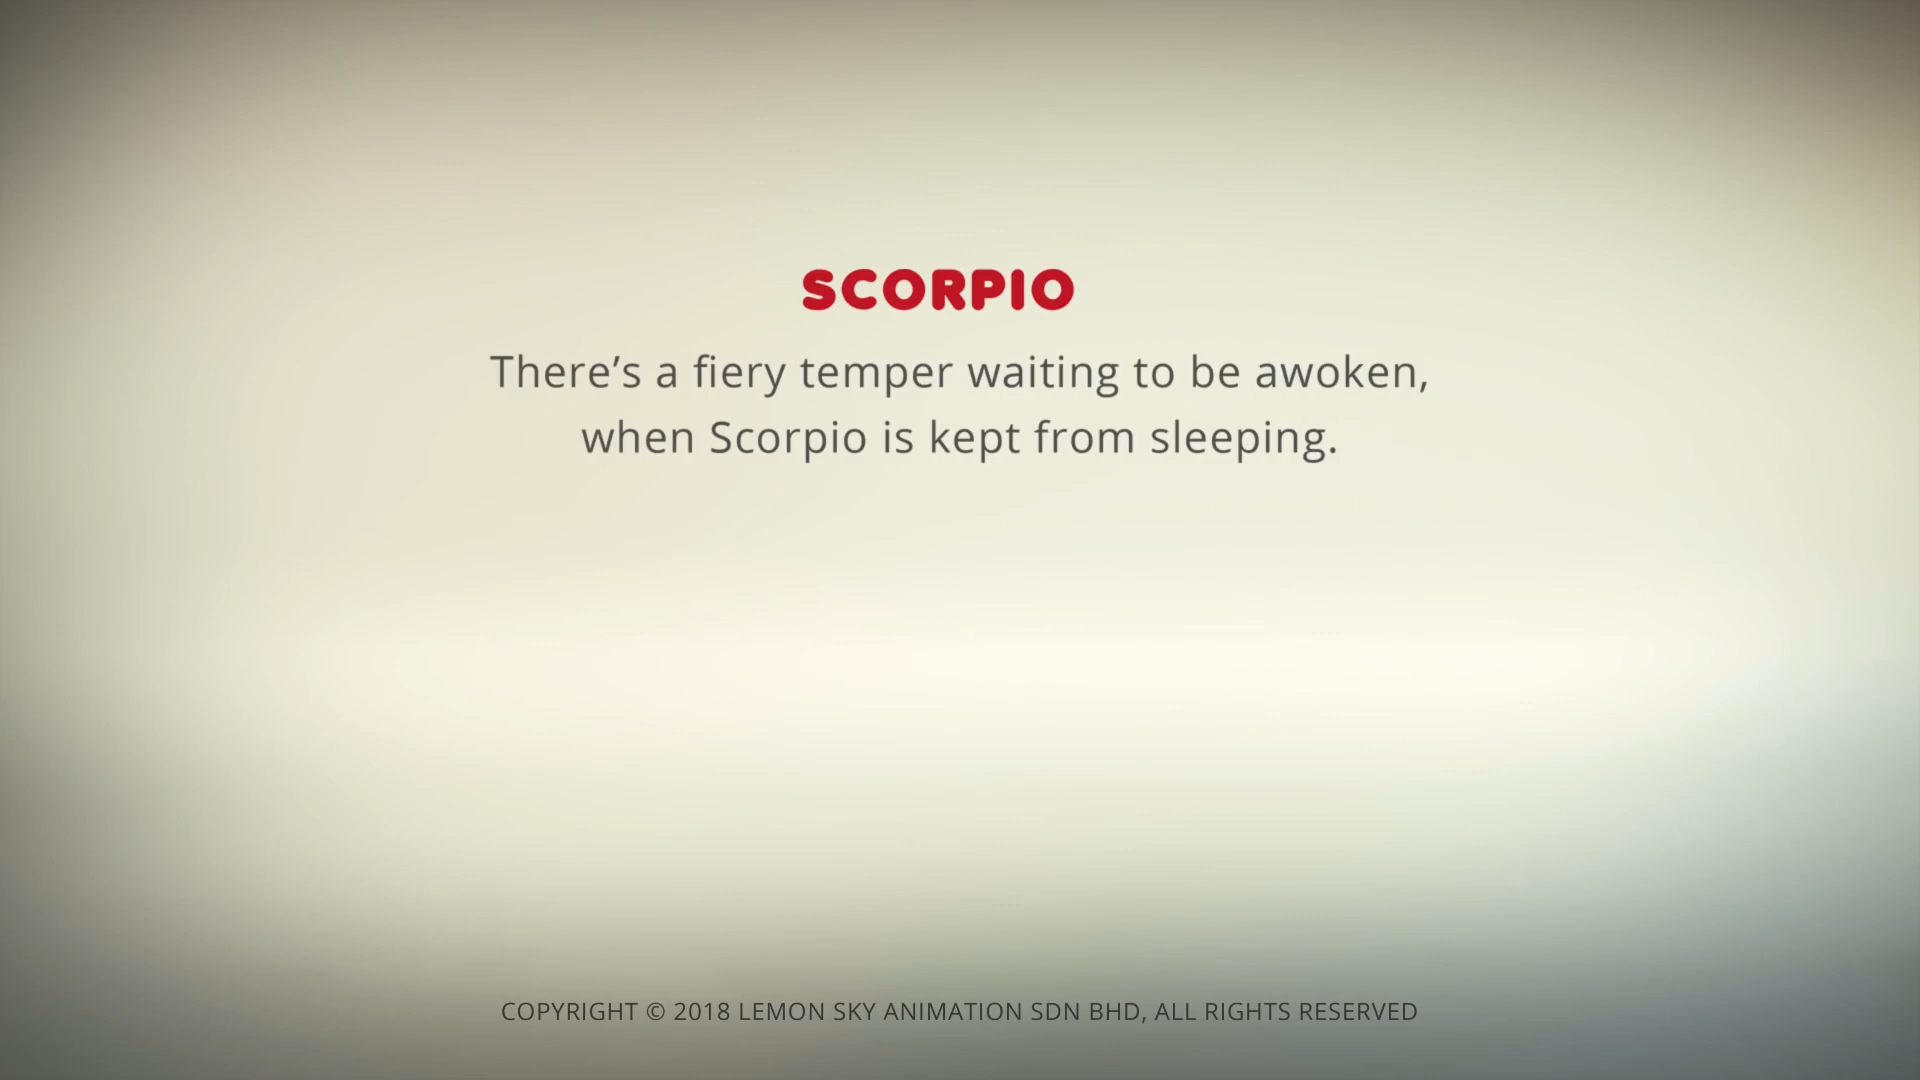 SCORPIO
There’s a fiery temper waiting to be awoken,
when Scorpio is kept from sleeping.
COPYRIGHT © 2018 LEMON SKY ANIMATION SDN BHD, ALL RIGHTS RESERVED